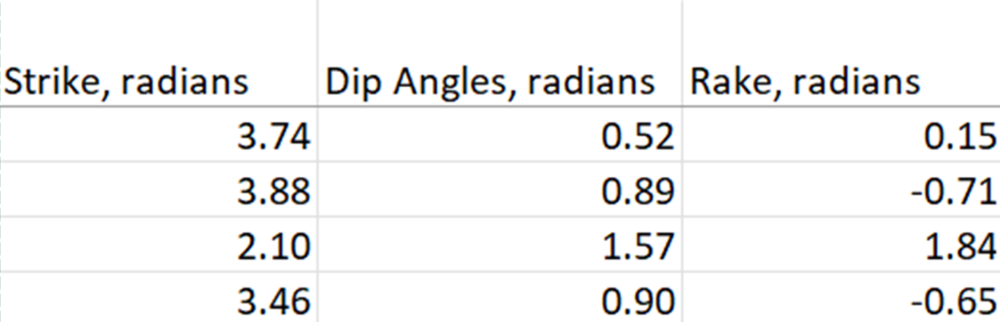 Strike, radians Dip Angles, radians Rake, radians
3.74 0.52 0.15
3.88 0.89 -0.71
2.10 1.57 1.84
3.46 0.90 -0.65